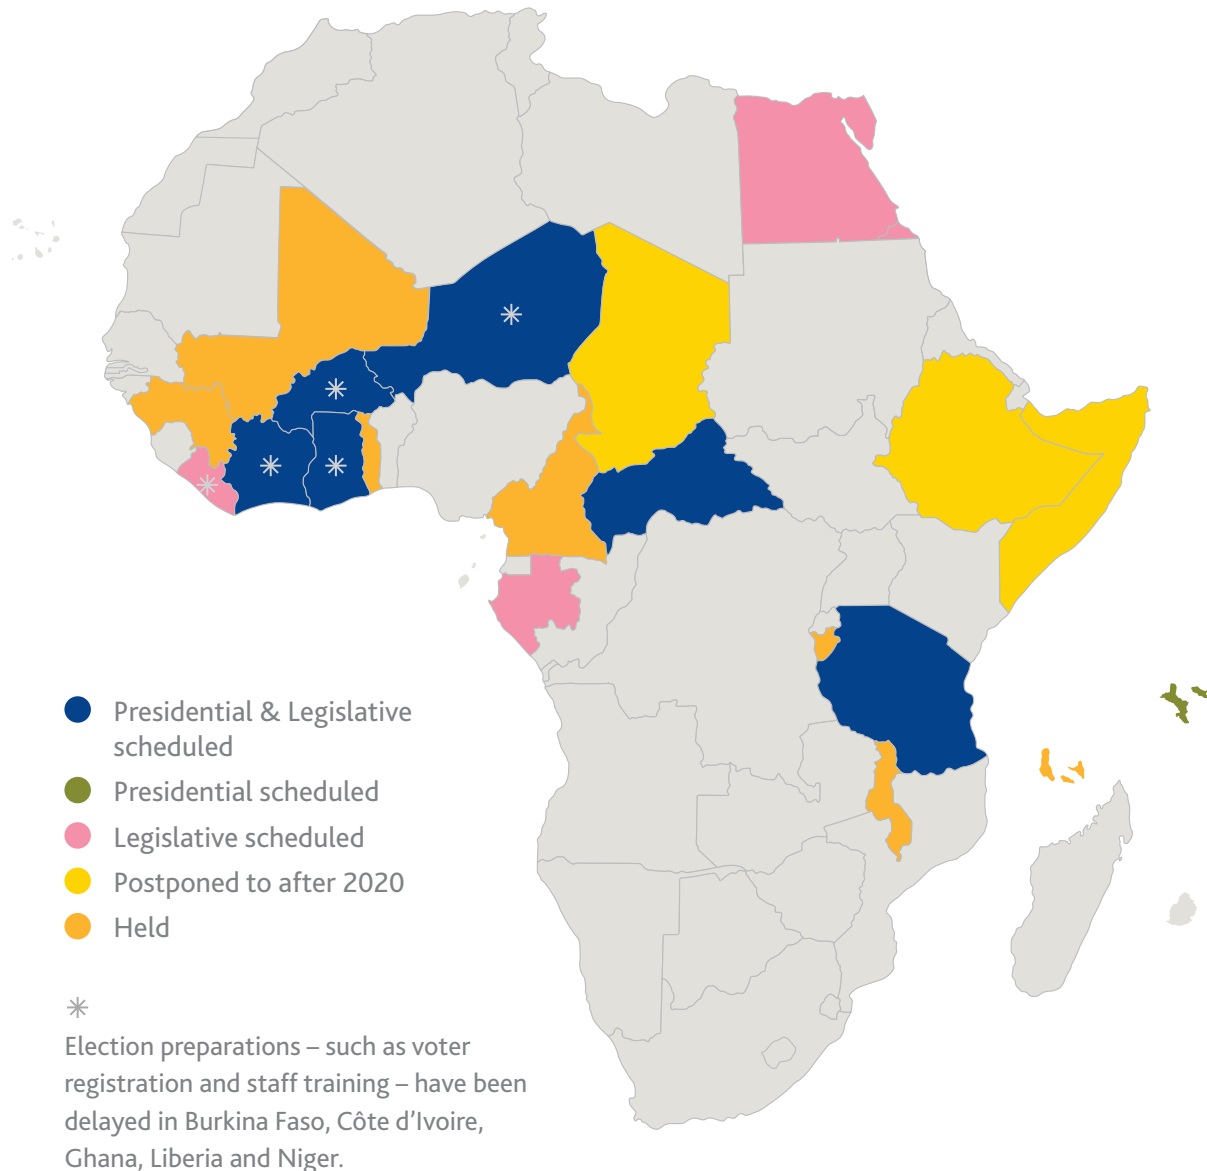 Presidential & Legislative
scheduled
Presidential scheduled
Legislative scheduled
Postponed to after 2020
Held
Election preparations – such as voter
registration and staff training – have been
delayed in Burkina Faso, Côte d’Ivoire,
Ghana, Liberia and Niger.